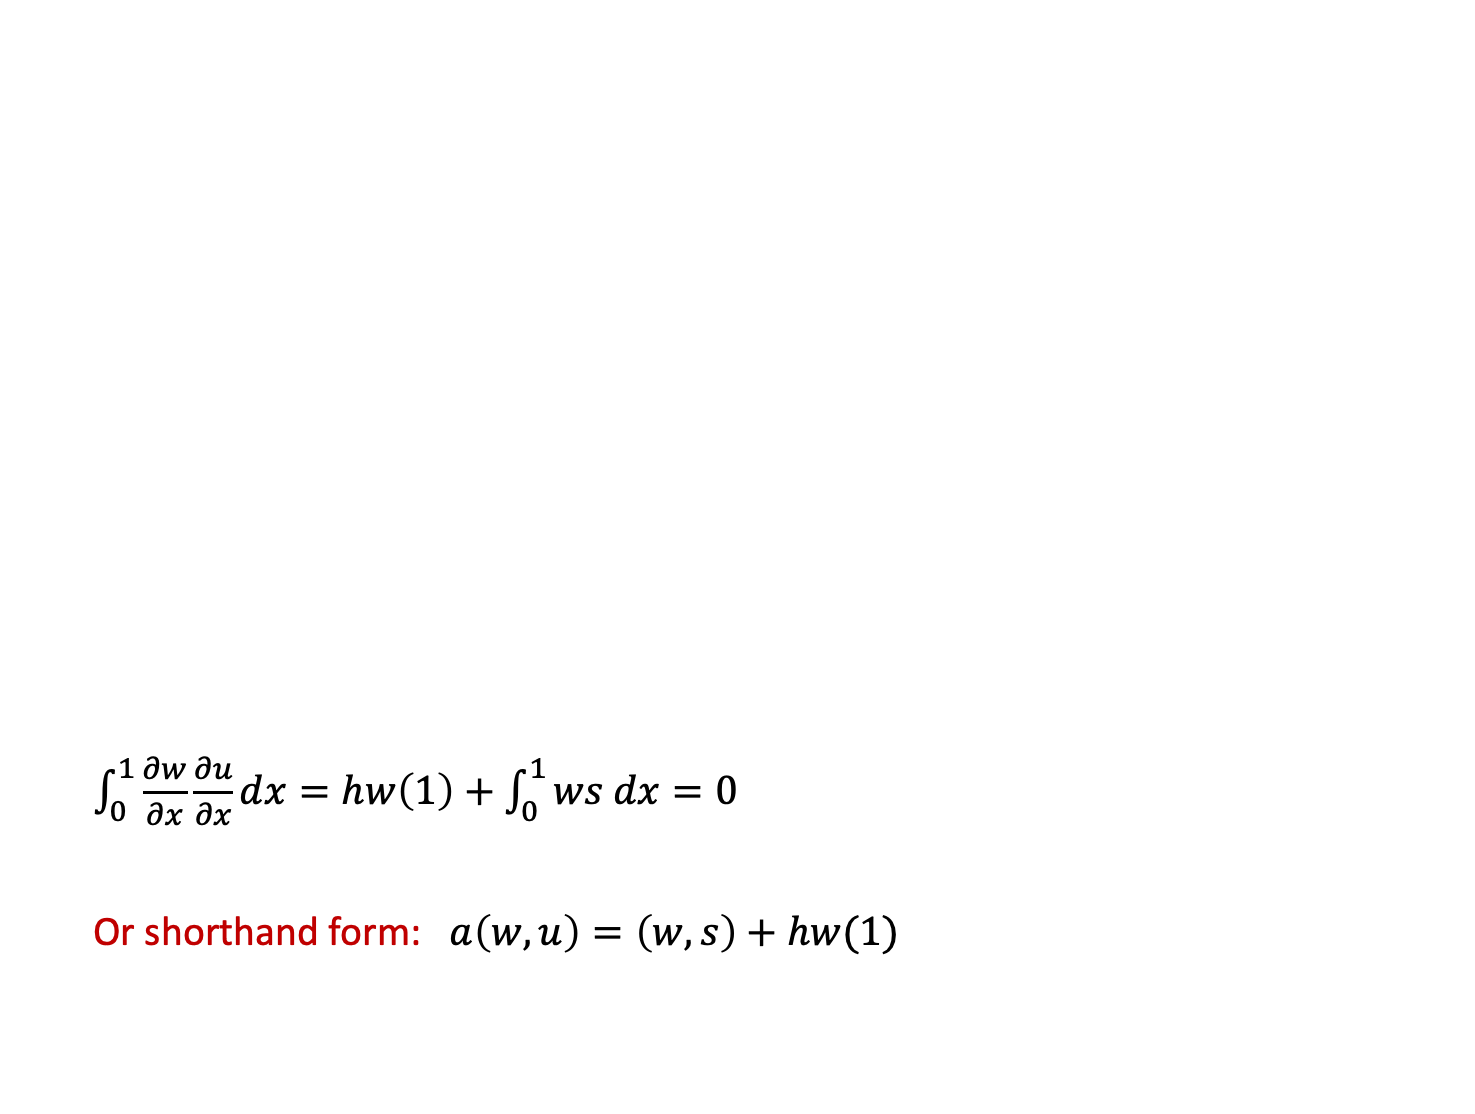 ∫₀¹ ∂w/∂x ∂u/∂x dx = hw(1) + ∫₀¹ ws dx = 0
Or shorthand form: a(w, u) = (w, s) + hw(1)